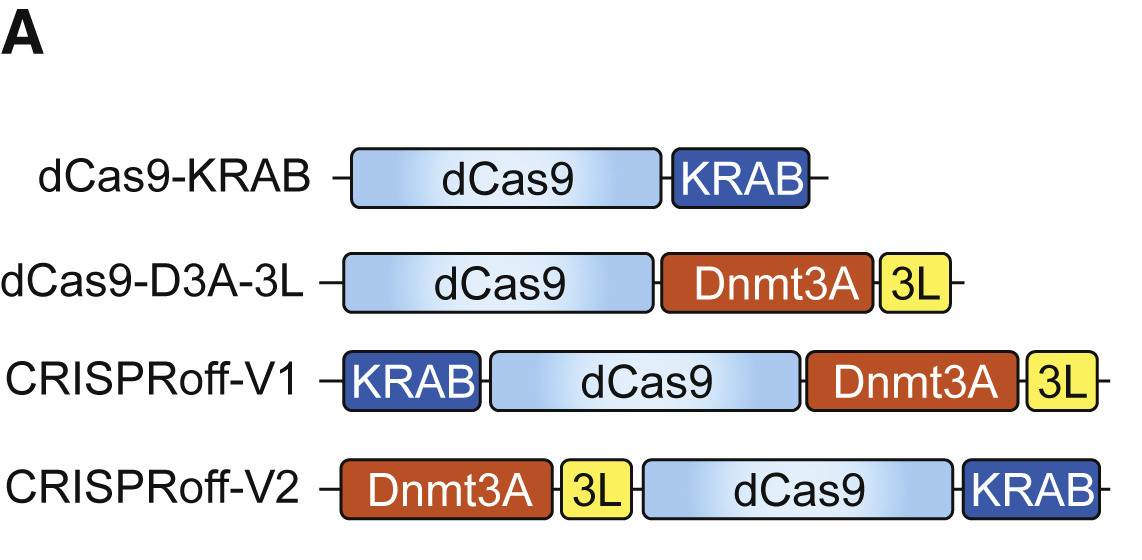 A
dCas9-KRAB dCas9 KRAB
dCas9-D3A-3L dCas9 Dnmt3A 3L
CRISPRoff-V1 KRAB dCas9 Dnmt3A 3L
CRISPRoff-V2 Dnmt3A 3L dCas9 KRAB